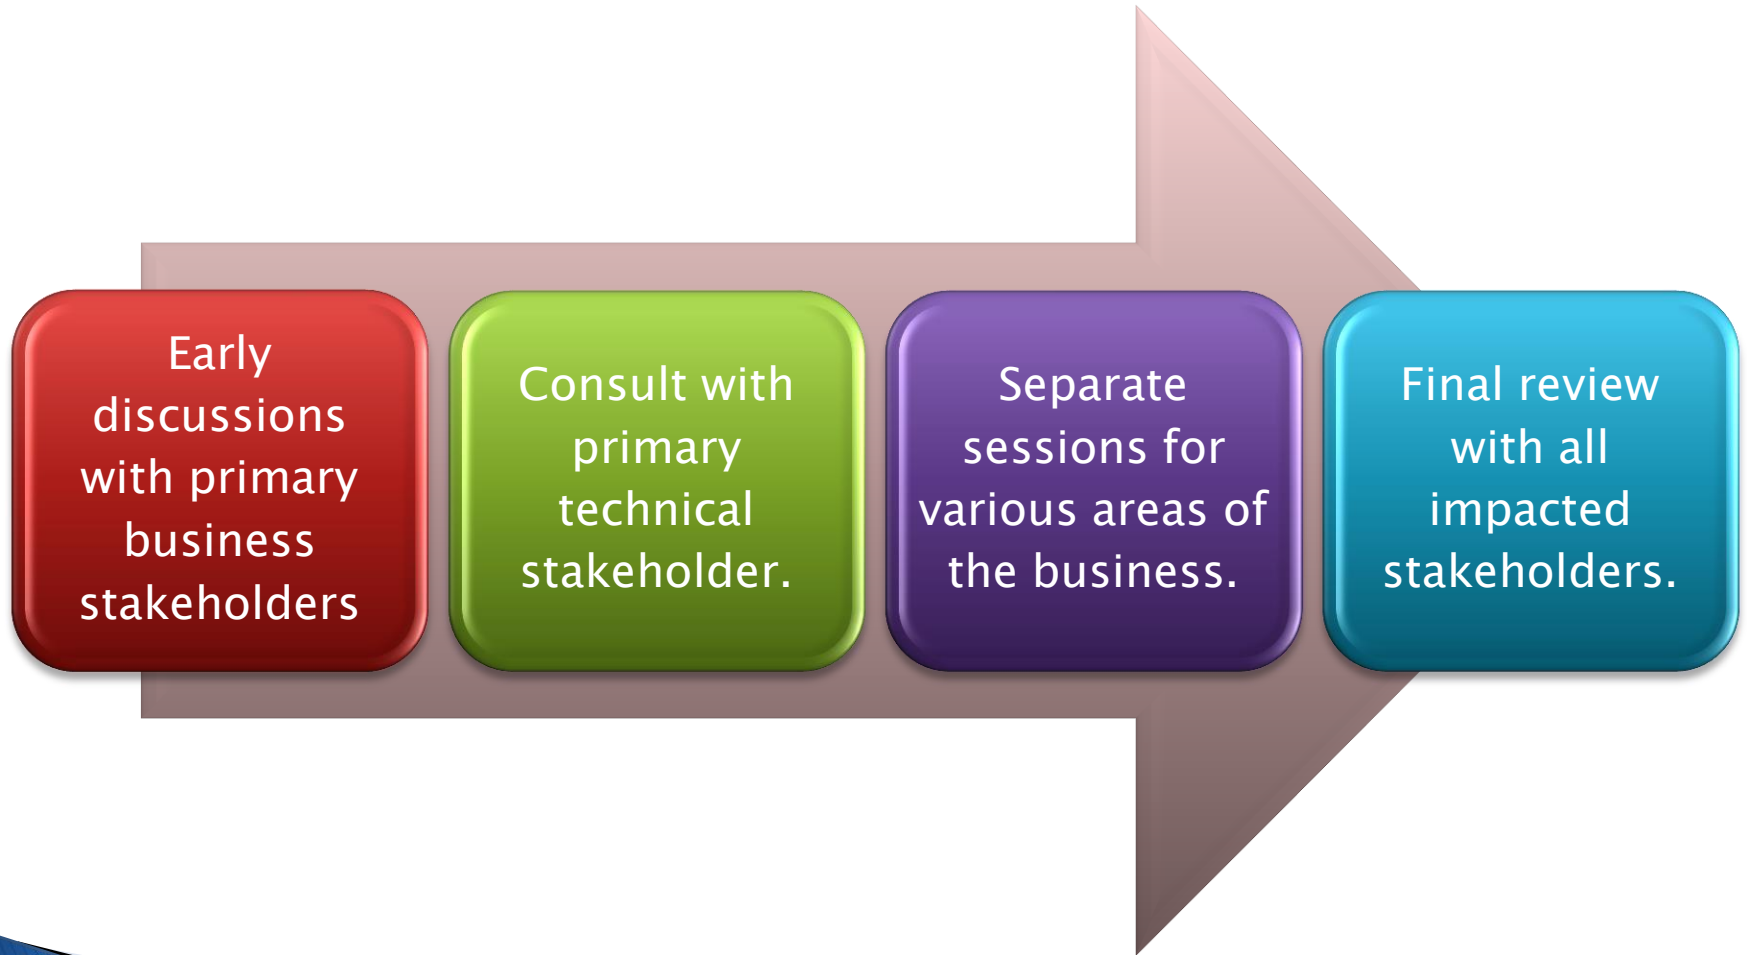 Early
discussions
with primary
business
stakeholders
Consult with
primary
technical
stakeholder.
Separate
sessions for
various areas of
the business.
Final review
with all
impacted
stakeholders.